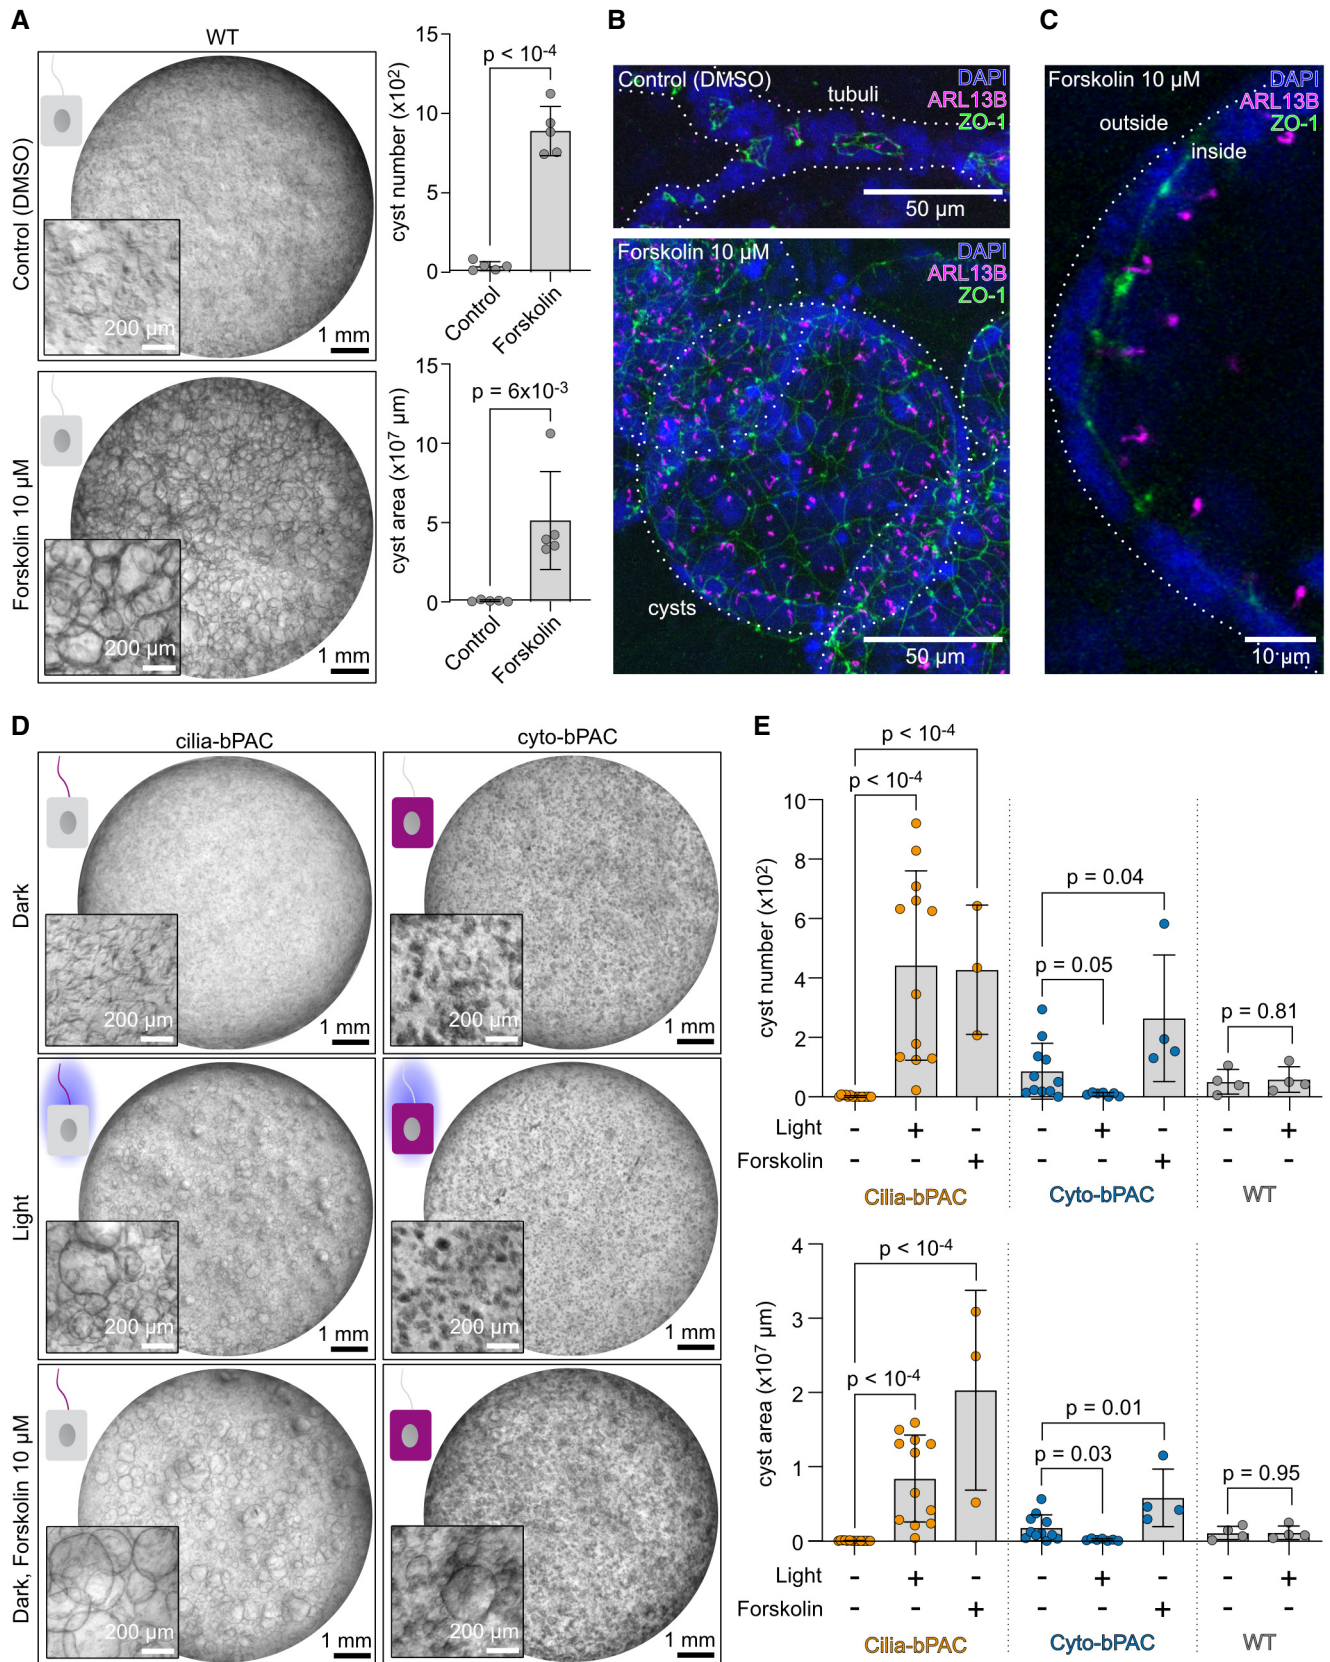 A
WT
Control (DMSO)
200 µm
1 mm
Forskolin 10 µM
200 µm
1 mm
15
10
5
0
cyst number (x10²)
p < 10⁻⁴
Control
Forskolin
15
10
5
0
cyst area (x10⁷ µm)
p = 6x10⁻³
Control
Forskolin
B
Control (DMSO)
DAPI
ARL13B
ZO-1
tubuli
50 µm
Forskolin 10 µM
DAPI
ARL13B
ZO-1
cysts
50 µm
C
Forskolin 10 µM
DAPI
ARL13B
ZO-1
outside
inside
10 µm
D
cilia-bPAC
cyto-bPAC
Dark
200 µm
1 mm
200 µm
1 mm
Light
200 µm
1 mm
200 µm
1 mm
Dark, Forskolin 10 µM
200 µm
1 mm
200 µm
1 mm
E
p < 10⁻⁴
p < 10⁻⁴
p = 0.04
p = 0.05
p = 0.81
10
8
6
4
2
0
cyst number (x10²)
Light - + - - + - - +
Forskolin - - + - - + - -
Cilia-bPAC Cyto-bPAC WT
p < 10⁻⁴
p < 10⁻⁴
p = 0.01
p = 0.03
p = 0.95
4
3
2
1
0
cyst area (x10⁷ µm)
Light - + - - + - - +
Forskolin - - + - - + - -
Cilia-bPAC Cyto-bPAC WT